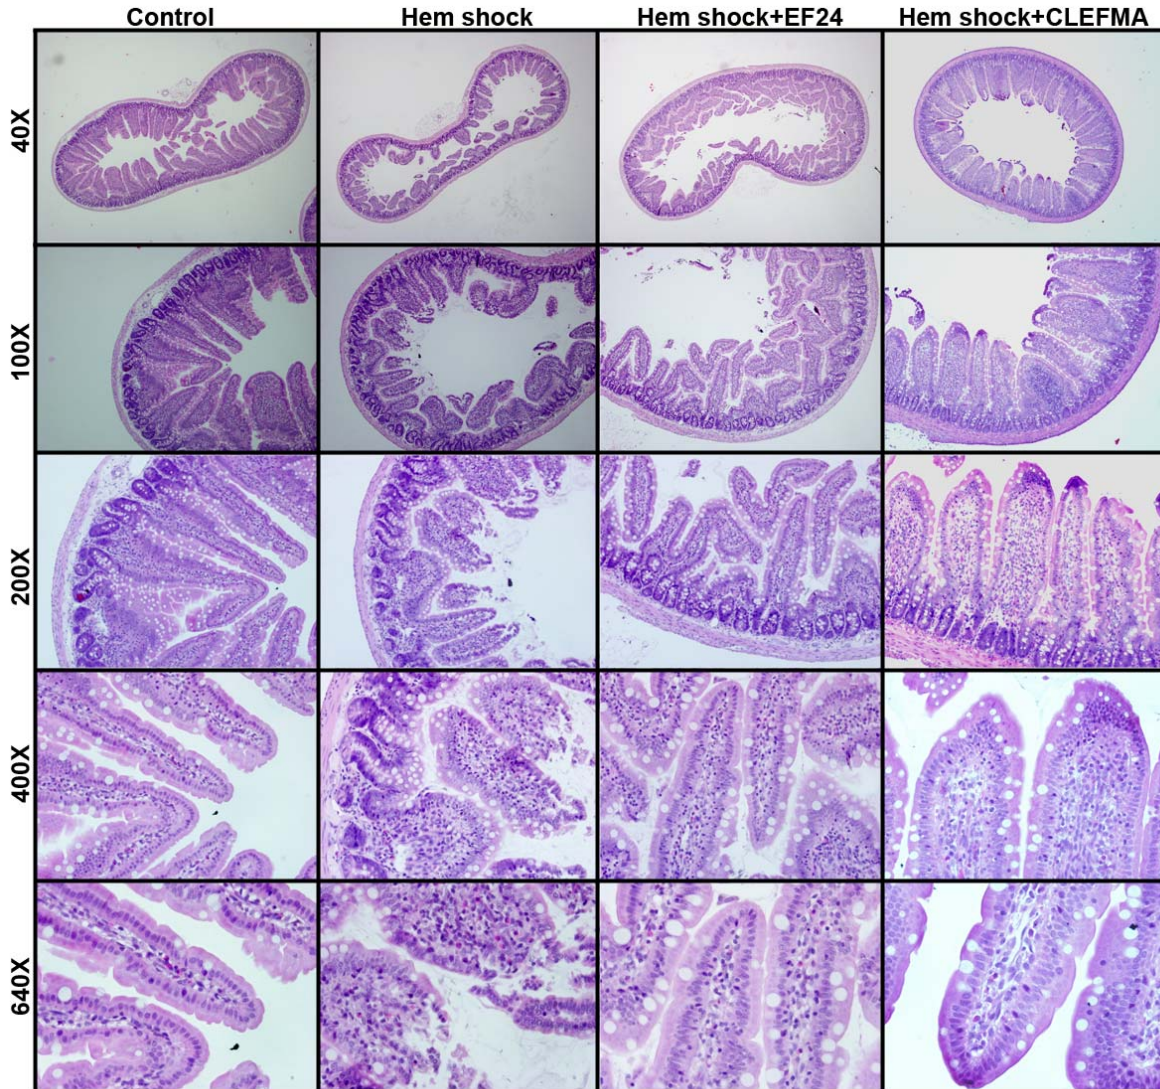 Control Hem shock Hem shock+EF24 Hem shock+CLEFMA
40X
100X
200X
400X
640X